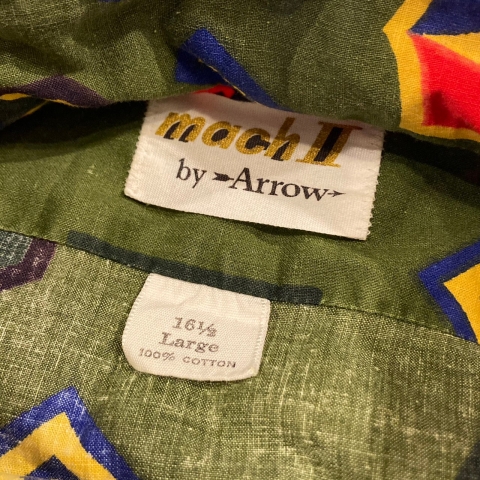 mach II
by Arrow
16½
Large
100% COTTON